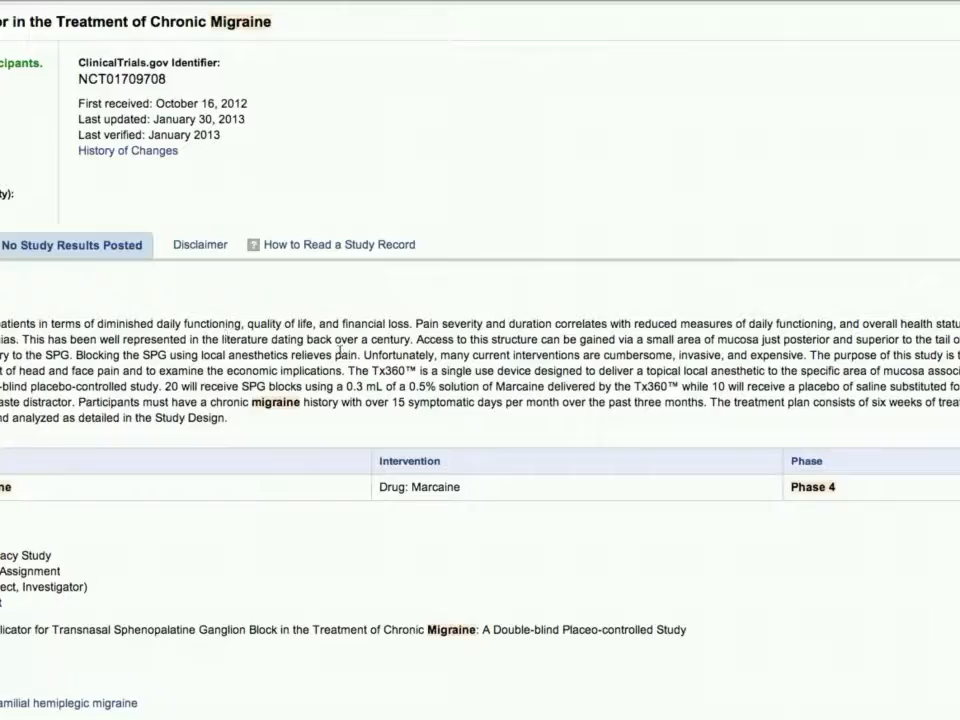 or in the Treatment of Chronic Migraine
cipants.
ClinicalTrials.gov Identifier:
NCT01709708
First received: October 16, 2012
Last updated: January 30, 2013
Last verified: January 2013
History of Changes
ty):
No Study Results Posted
Disclaimer
? How to Read a Study Record
atients in terms of diminished daily functioning, quality of life, and financial loss. Pain severity and duration correlates with reduced measures of daily functioning, and overall health statu
ias. This has been well represented in the literature dating back over a century. Access to this structure can be gained via a small area of mucosa just posterior and superior to the tail o
ry to the SPG. Blocking the SPG using local anesthetics relieves pain. Unfortunately, many current interventions are cumbersome, invasive, and expensive. The purpose of this study is t
t of head and face pain and to examine the economic implications. The Tx360™ is a single use device designed to deliver a topical local anesthetic to the specific area of mucosa associ
-blind placebo-controlled study. 20 will receive SPG blocks using a 0.3 mL of a 0.5% solution of Marcaine delivered by the Tx360™ while 10 will receive a placebo of saline substituted fo
aste distractor. Participants must have a chronic migraine history with over 15 symptomatic days per month over the past three months. The treatment plan consists of six weeks of treat
nd analyzed as detailed in the Study Design.
Intervention
Phase
ne
Drug: Marcaine
Phase 4
acy Study
Assignment
ect, Investigator)
t
licator for Transnasal Sphenopalatine Ganglion Block in the Treatment of Chronic Migraine: A Double-blind Placeo-controlled Study
amilial hemiplegic migraine